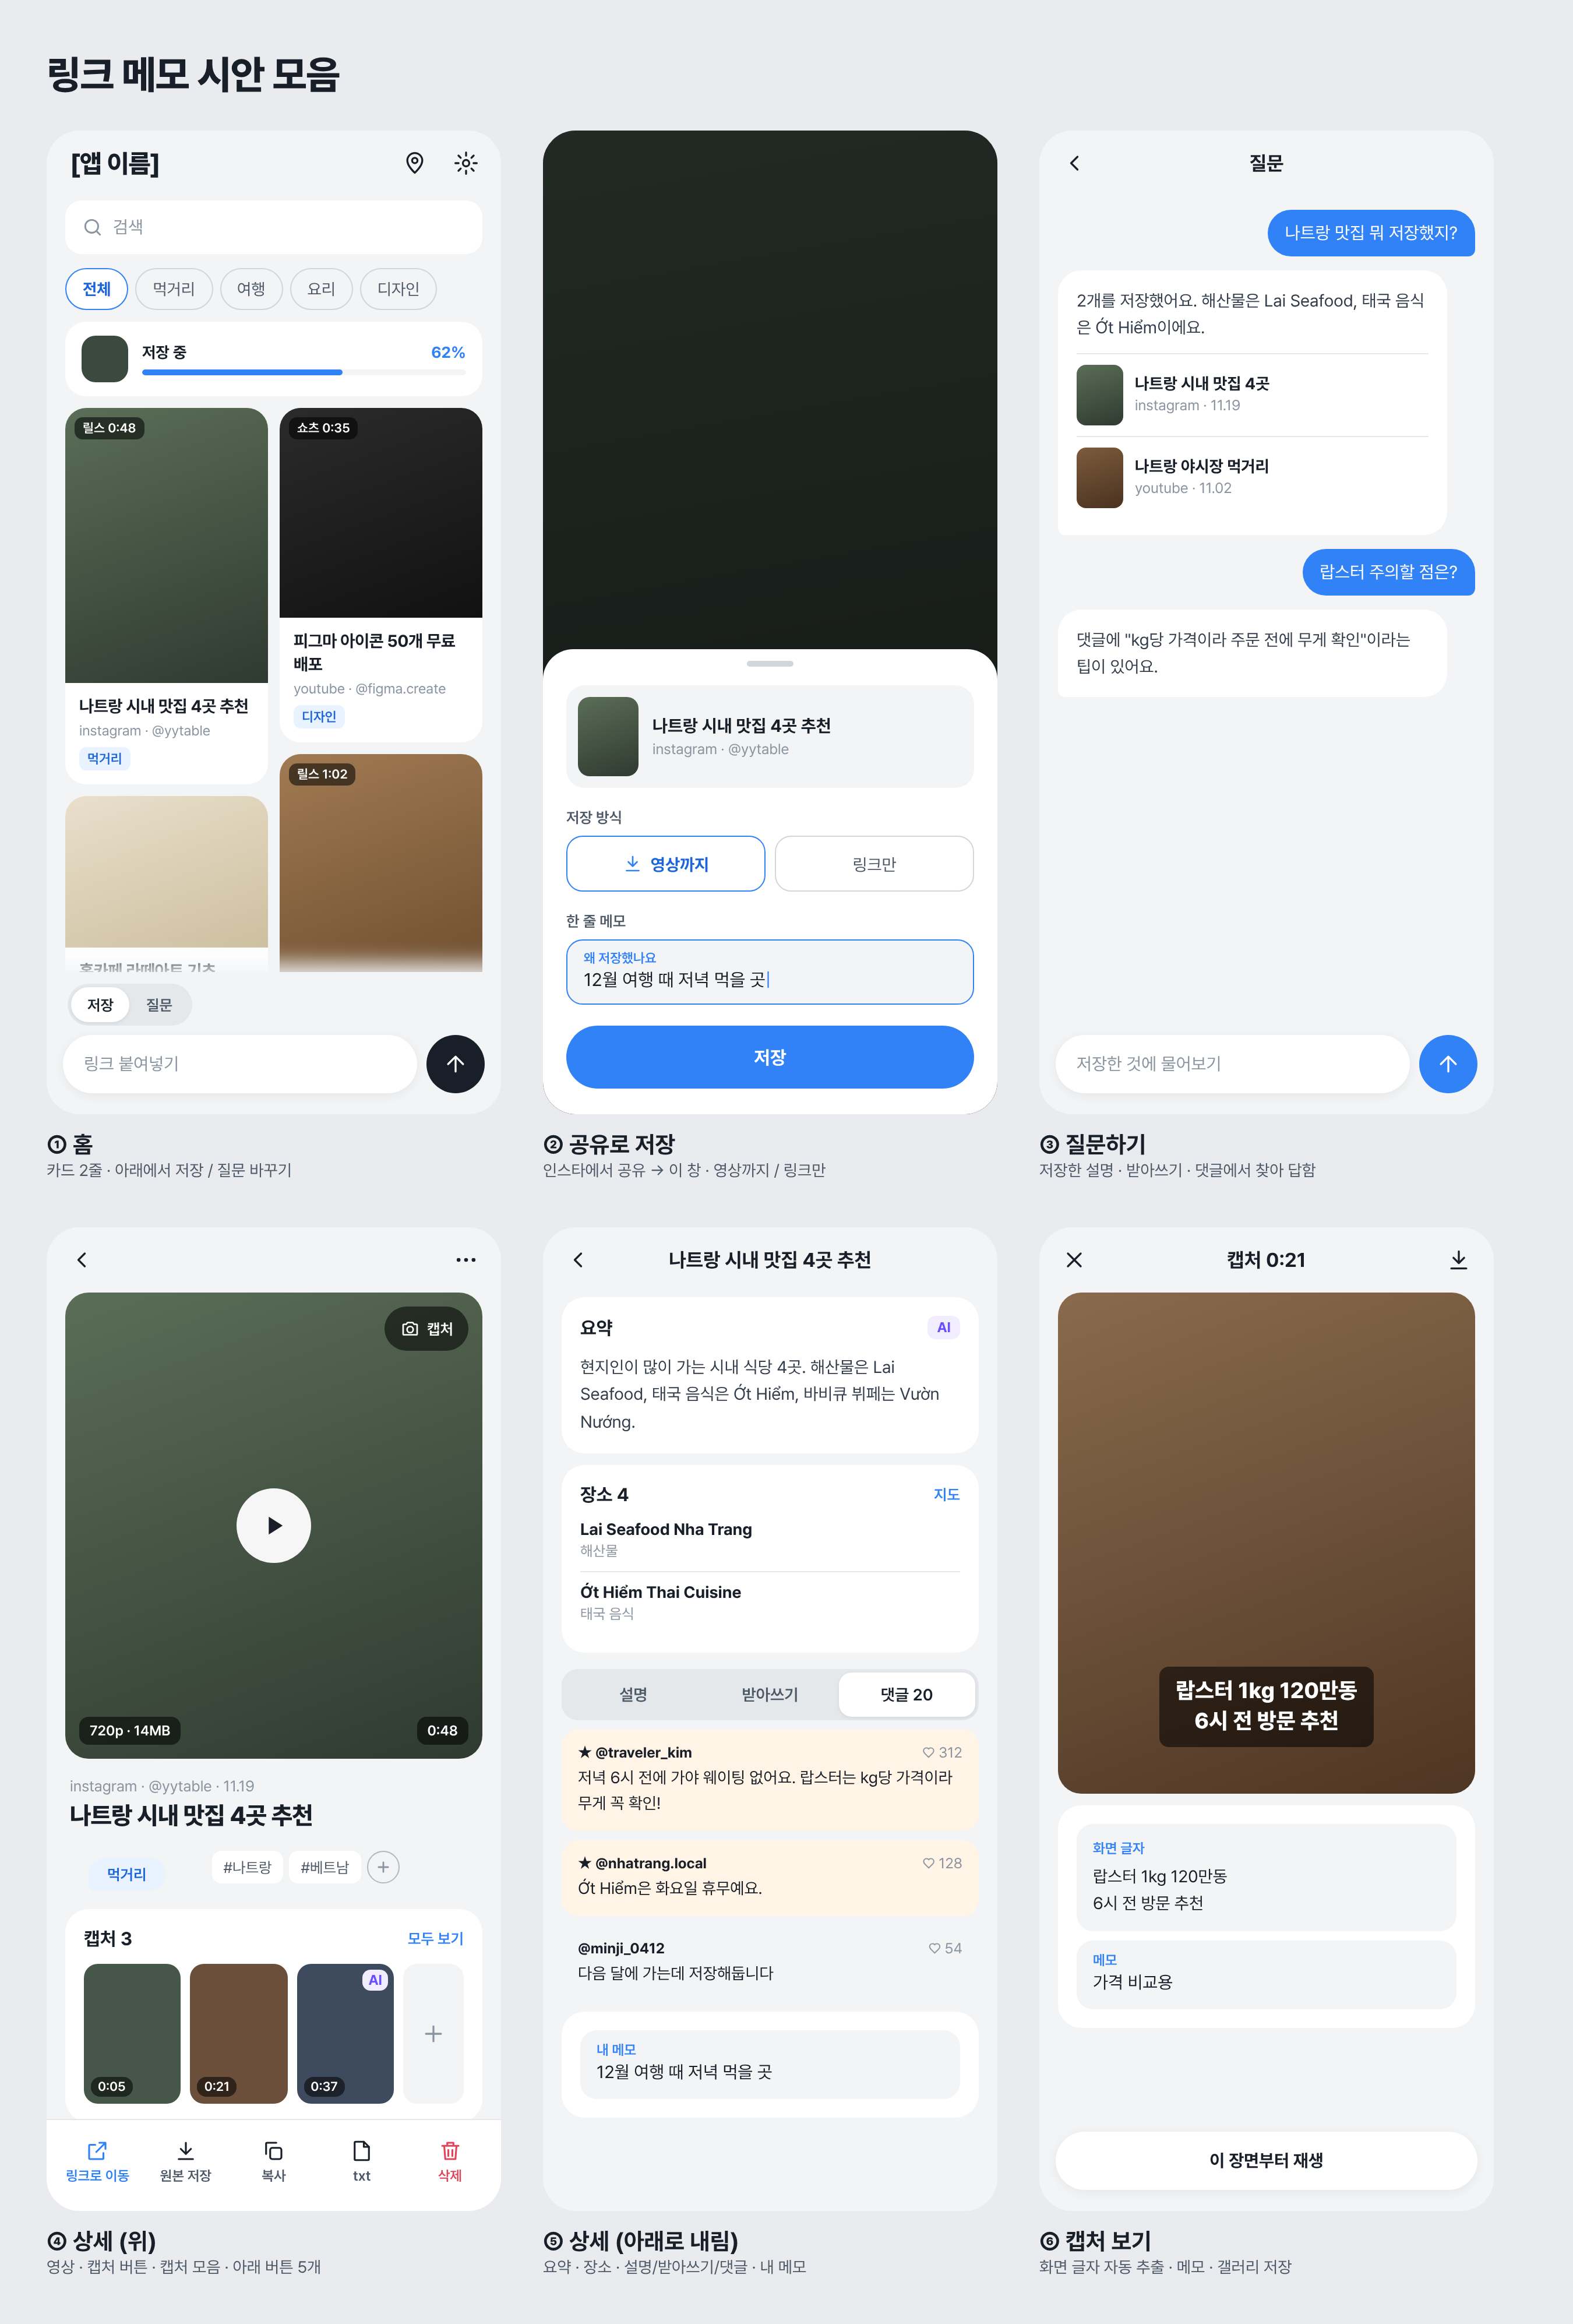 링크 메모 시안 모음
[앱 이름]
검색
전체
먹거리
여행
요리
디자인
저장 중
62%
릴스 0:48
나트랑 시내 맛집 4곳 추천
instagram · @yytable
먹거리
쇼츠 0:35
피그마 아이콘 50개 무료
배포
youtube · @figma.create
디자인
릴스 1:02
홈카페 라떼아트 기초
저장
질문
링크 붙여넣기
① 홈
카드 2줄 · 아래에서 저장 / 질문 바꾸기
나트랑 시내 맛집 4곳 추천
instagram · @yytable
저장 방식
영상까지
링크만
한 줄 메모
왜 저장했나요
12월 여행 때 저녁 먹을 곳
저장
② 공유로 저장
인스타에서 공유 → 이 창 · 영상까지 / 링크만
질문
나트랑 맛집 뭐 저장했지?
2개를 저장했어요. 해산물은 Lai Seafood, 태국 음식
은 Ớt Hiểm이에요.
나트랑 시내 맛집 4곳
instagram · 11.19
나트랑 야시장 먹거리
youtube · 11.02
랍스터 주의할 점은?
댓글에 "kg당 가격이라 주문 전에 무게 확인"이라는
팁이 있어요.
저장한 것에 물어보기
③ 질문하기
저장한 설명 · 받아쓰기 · 댓글에서 찾아 답함
캡처
720p · 14MB
0:48
instagram · @yytable · 11.19
나트랑 시내 맛집 4곳 추천
먹거리
#나트랑
#베트남
캡처 3
모두 보기
AI
0:05
0:21
0:37
링크로 이동
원본 저장
복사
txt
삭제
④ 상세 (위)
영상 · 캡처 버튼 · 캡처 모음 · 아래 버튼 5개
나트랑 시내 맛집 4곳 추천
요약
AI
현지인이 많이 가는 시내 식당 4곳. 해산물은 Lai
Seafood, 태국 음식은 Ớt Hiểm, 바비큐 뷔페는 Vườn
Nướng.
장소 4
지도
Lai Seafood Nha Trang
해산물
Ớt Hiểm Thai Cuisine
태국 음식
설명
받아쓰기
댓글 20
★ @traveler_kim
♡ 312
저녁 6시 전에 가야 웨이팅 없어요. 랍스터는 kg당 가격이라
무게 꼭 확인!
★ @nhatrang.local
♡ 128
Ớt Hiểm은 화요일 휴무예요.
@minji_0412
♡ 54
다음 달에 가는데 저장해둡니다
내 메모
12월 여행 때 저녁 먹을 곳
⑤ 상세 (아래로 내림)
요약 · 장소 · 설명/받아쓰기/댓글 · 내 메모
캡처 0:21
랍스터 1kg 120만동
6시 전 방문 추천
화면 글자
랍스터 1kg 120만동
6시 전 방문 추천
메모
가격 비교용
이 장면부터 재생
⑥ 캡처 보기
화면 글자 자동 추출 · 메모 · 갤러리 저장